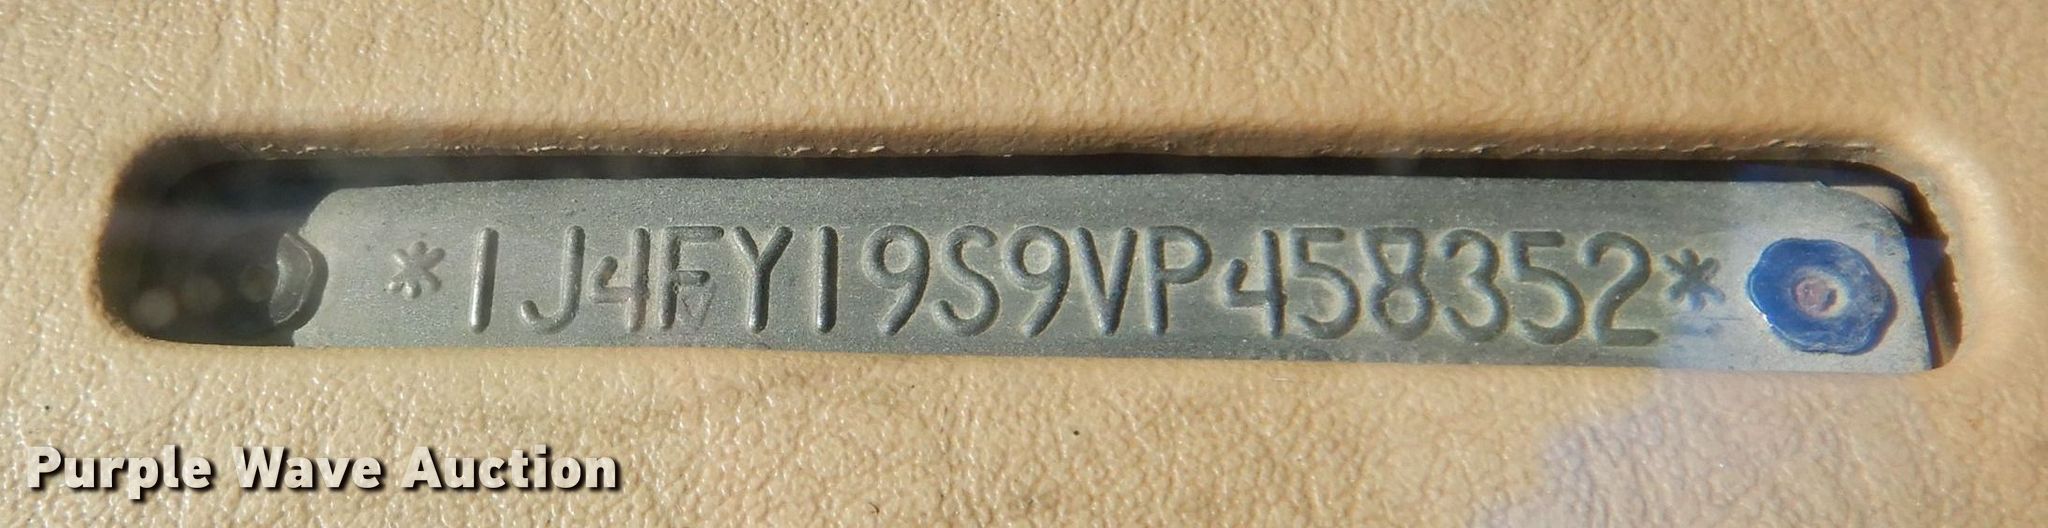 *1J4FY19S9VP458352*
Purple Wave Auction